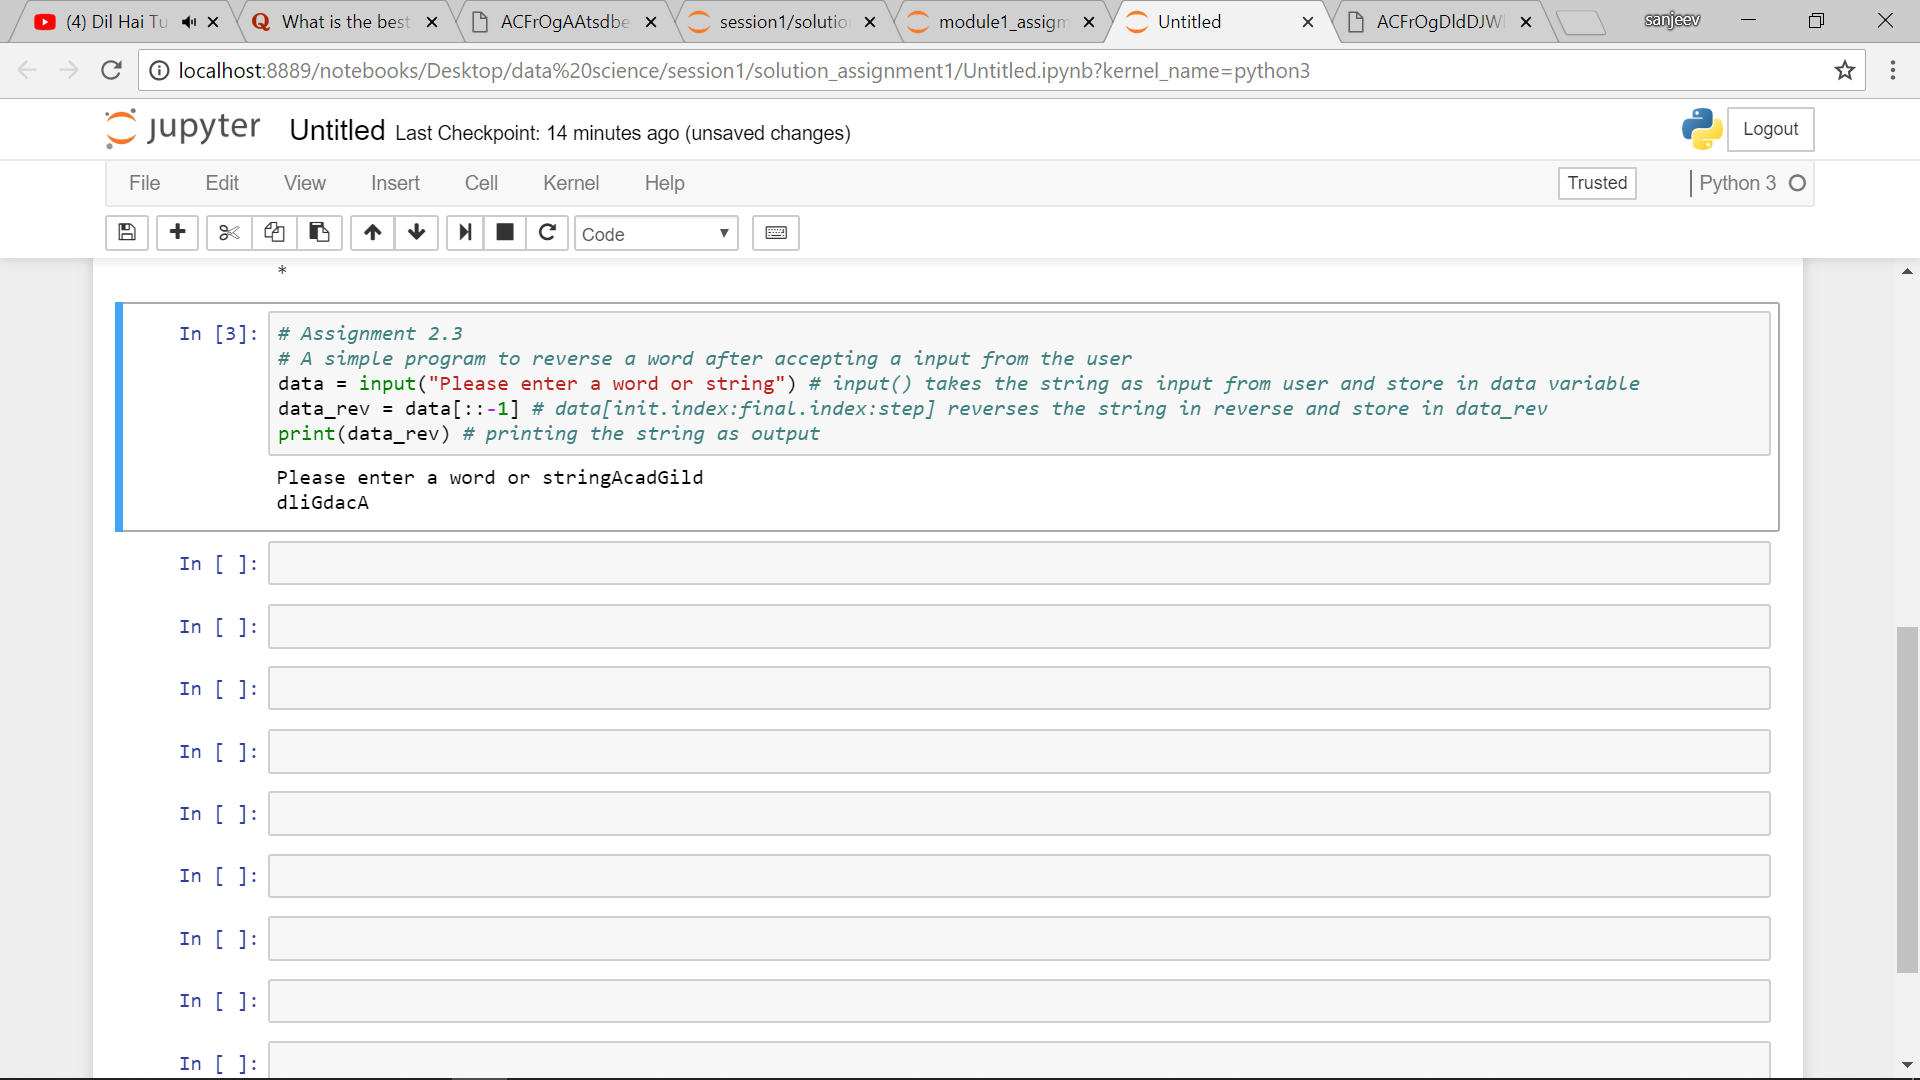 (4) Dil Hai Tu
What is the best
ACFrOgAAtsdbe
session1/solutio
module1_assigm
Untitled
ACFrOgDldDJW
sanjeev
localhost:8889/notebooks/Desktop/data%20science/session1/solution_assignment1/Untitled.ipynb?kernel_name=python3
jupyter Untitled Last Checkpoint: 14 minutes ago (unsaved changes)
Logout
File Edit View Insert Cell Kernel Help
Trusted
Python 3
Code
*
In [3]: # Assignment 2.3
# A simple program to reverse a word after accepting a input from the user
data = input("Please enter a word or string") # input() takes the string as input from user and store in data variable
data_rev = data[::-1] # data[init.index:final.index:step] reverses the string in reverse and store in data_rev
print(data_rev) # printing the string as output
Please enter a word or stringAcadGild
dliGdacA
In [ ]:
In [ ]:
In [ ]:
In [ ]:
In [ ]:
In [ ]:
In [ ]:
In [ ]:
In [ ]: